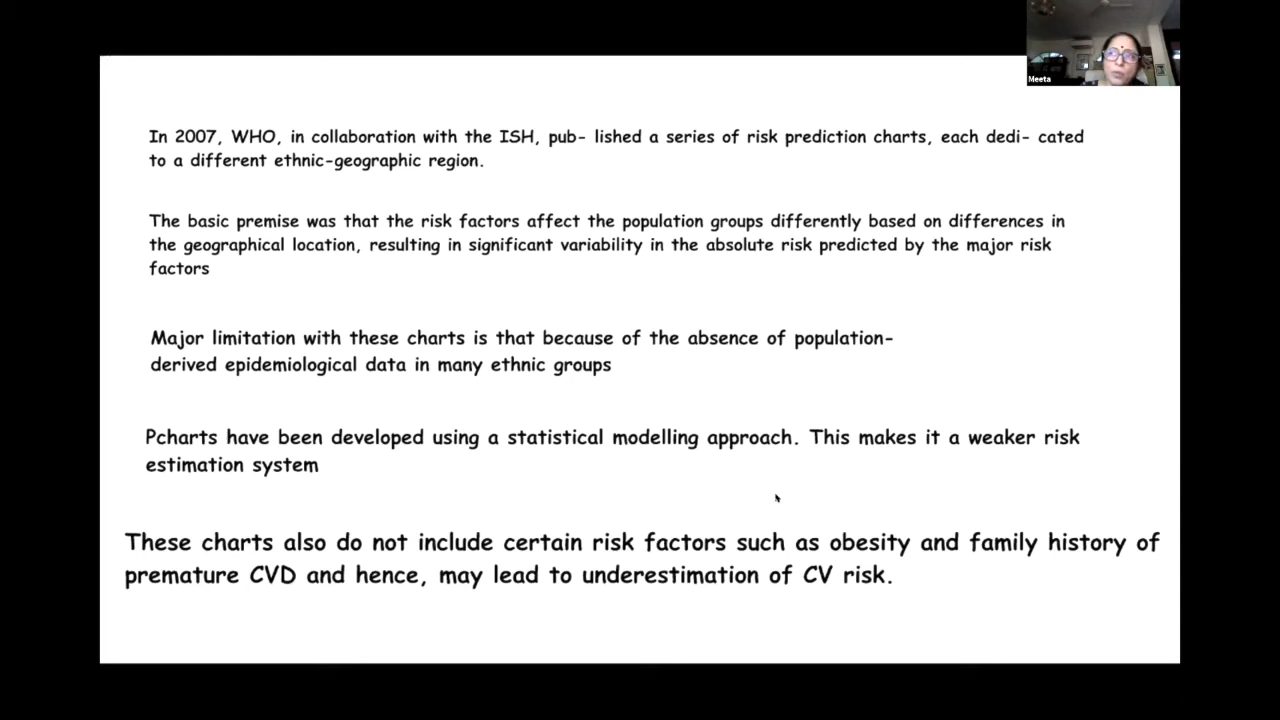 Meeta
In 2007, WHO, in collaboration with the ISH, pub- lished a series of risk prediction charts, each dedi- cated
to a different ethnic-geographic region.
The basic premise was that the risk factors affect the population groups differently based on differences in
the geographical location, resulting in significant variability in the absolute risk predicted by the major risk
factors
Major limitation with these charts is that because of the absence of population-
derived epidemiological data in many ethnic groups
Pcharts have been developed using a statistical modelling approach. This makes it a weaker risk
estimation system
These charts also do not include certain risk factors such as obesity and family history of
premature CVD and hence, may lead to underestimation of CV risk.